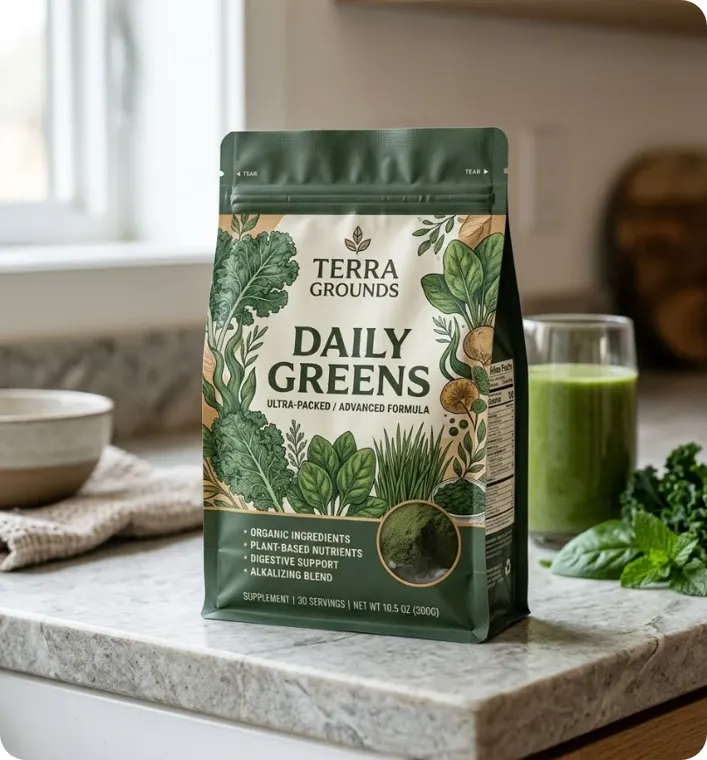 ◄ TEAR
TEAR ►
TERRA
GROUNDS
DAILY
GREENS
ULTRA-PACKED / ADVANCED FORMULA
• ORGANIC INGREDIENTS
• PLANT-BASED NUTRIENTS
• DIGESTIVE SUPPORT
• ALKALIZING BLEND
SUPPLEMENT | 30 SERVINGS | NET WT 10.5 OZ (300G)